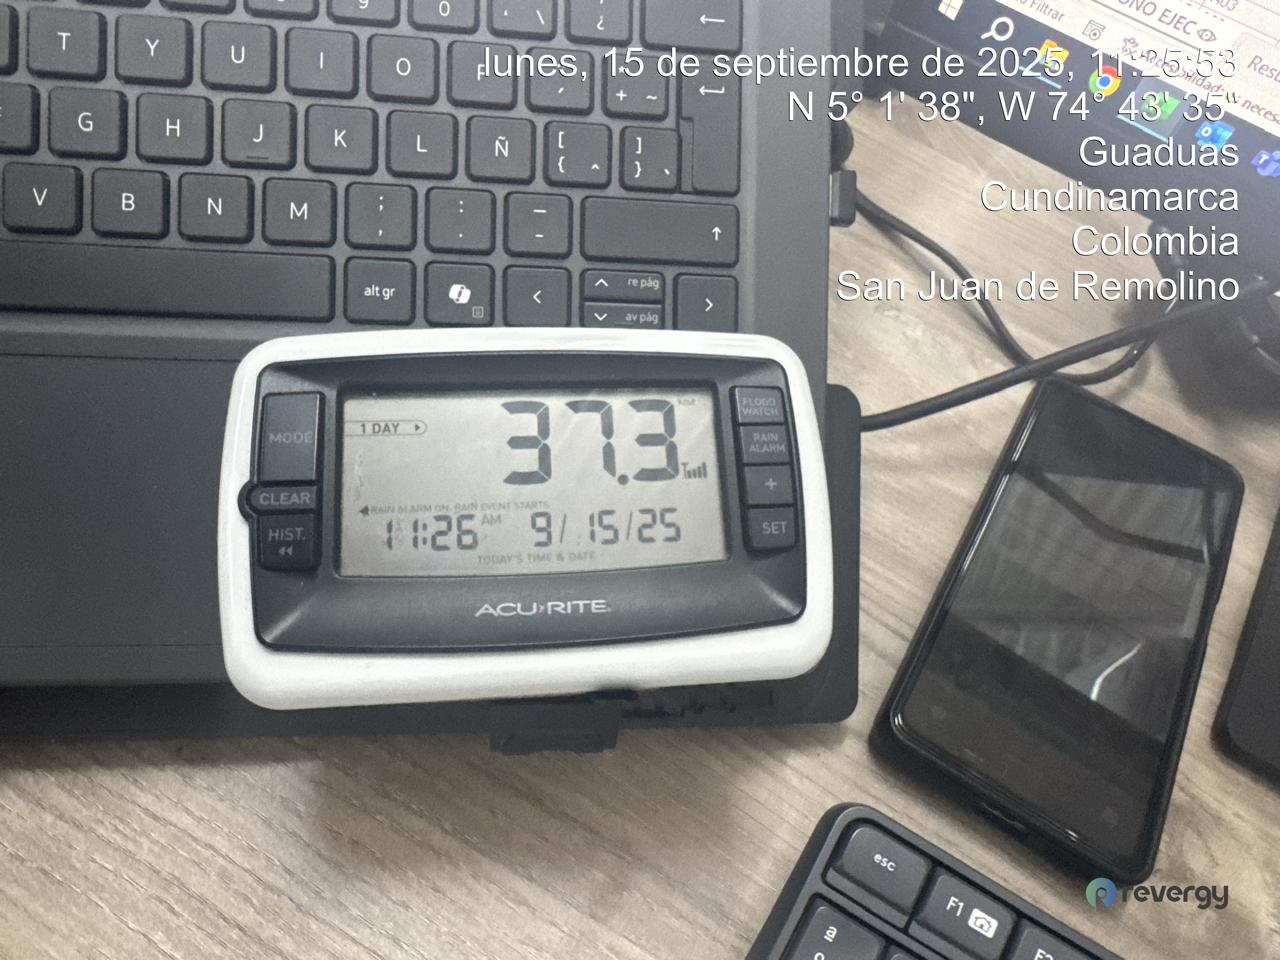 lunes, 15 de septiembre de 2025, 11:25:53
N 5° 1' 38", W 74° 43' 35"
Guaduas
Cundinamarca
Colombia
San Juan de Remolino
Filtrar
T Y U I O P
+ ~
G H J K L Ñ [ { ^ ] }
V B N M ; , : . _ -
alt gr
re pág
av pág
MODE
CLEAR
HIST.
1 DAY
37.3
RAIN ALARM ON- RAIN EVENT STARTS
11:26 AM 9/15/25
TODAY'S TIME & DATE
FLOOD WATCH
RAIN ALARM
+
SET
ACU›RITE
esc
F1
revergy